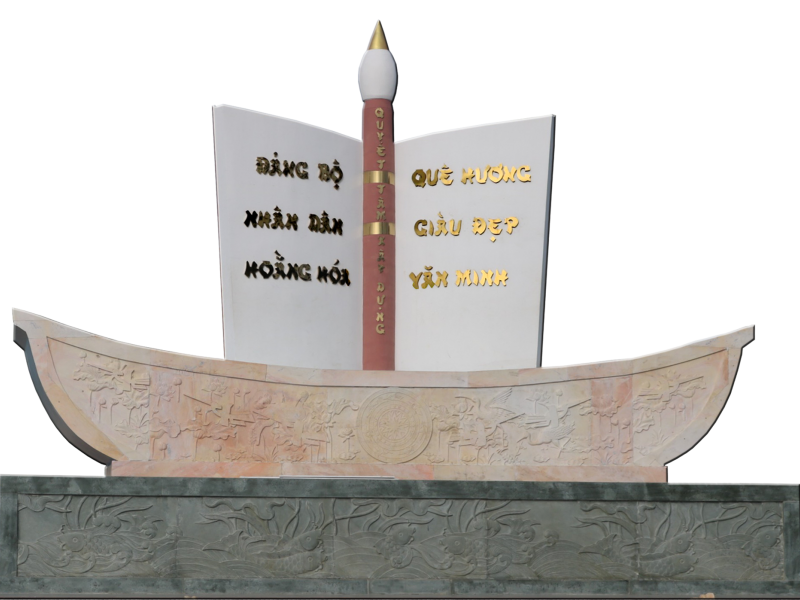 ĐẢNG BỘ
NHÂN DÂN
HOẰNG HÓA
QUYẾT TÂM XÂY DỰNG
QUÊ HƯƠNG
GIÀU ĐẸP
VĂN MINH